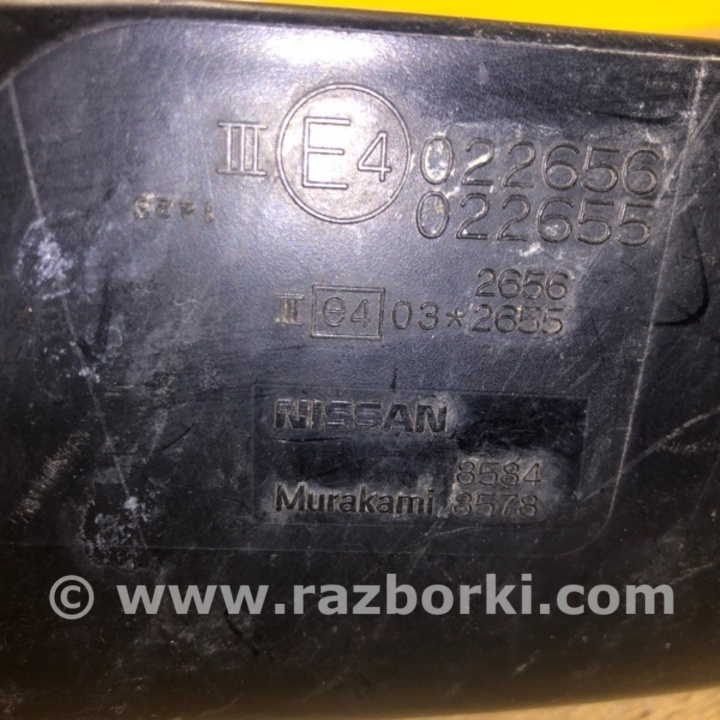 III E4 022656
022655
2656
III e4 03*2655
NISSAN
8584
Murakami 8578
© www.razborki.com